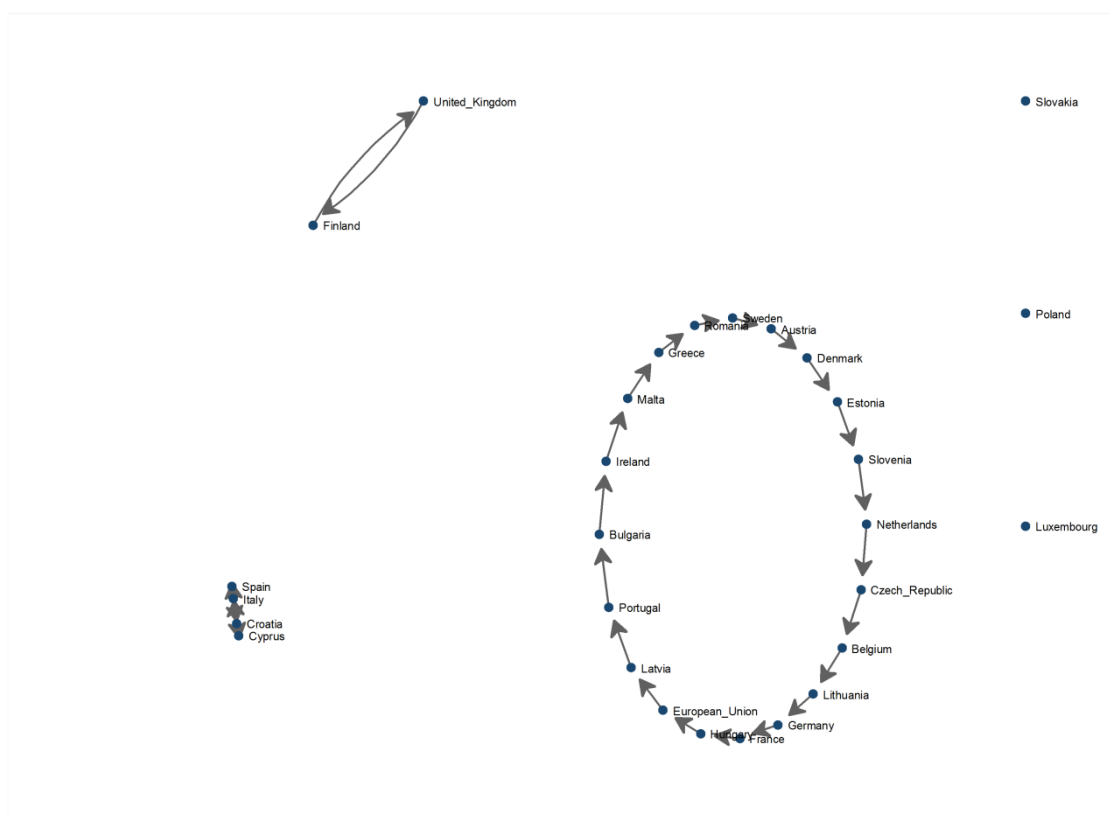 United_Kingdom
Slovakia
Finland
Poland
Sweden
Romania
Austria
Greece
Denmark
Malta
Estonia
Ireland
Slovenia
Netherlands
Luxembourg
Bulgaria
Spain
Czech_Republic
Italy
Portugal
Croatia
Cyprus
Belgium
Latvia
Lithuania
European_Union
Germany
Hungary
France